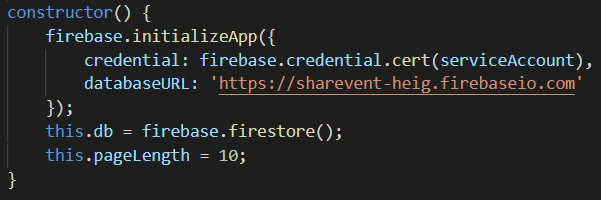 constructor() {
    firebase.initializeApp({
        credential: firebase.credential.cert(serviceAccount),
        databaseURL: 'https://sharevent-heig.firebaseio.com'
    });
    this.db = firebase.firestore();
    this.pageLength = 10;
}